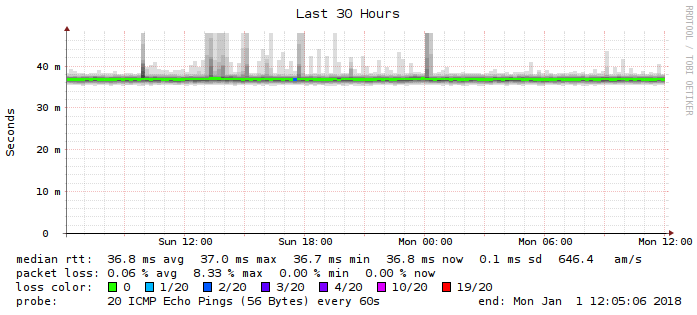 Last 30 Hours
RRDTOOL / TOBI OETIKER
Seconds
40 m
30 m
20 m
10 m
0
Sun 12:00 Sun 18:00 Mon 00:00 Mon 06:00 Mon 12:00
median rtt: 36.8 ms avg 37.0 ms max 36.7 ms min 36.8 ms now 0.1 ms sd 646.4 am/s
packet loss: 0.06 % avg 8.33 % max 0.00 % min 0.00 % now
loss color: 0 1/20 2/20 3/20 4/20 10/20 19/20
probe: 20 ICMP Echo Pings (56 Bytes) every 60s end: Mon Jan 1 12:05:06 2018